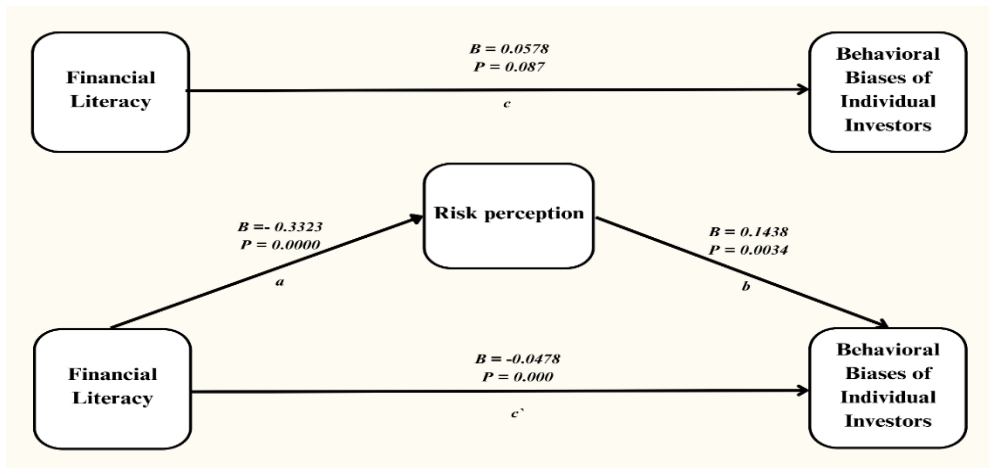 Financial
Literacy
B = 0.0578
P = 0.087
c
Behavioral
Biases of
Individual
Investors
Risk perception
B =- 0.3323
P = 0.0000
a
B = 0.1438
P = 0.0034
b
Financial
Literacy
B = -0.0478
P = 0.000
c`
Behavioral
Biases of
Individual
Investors